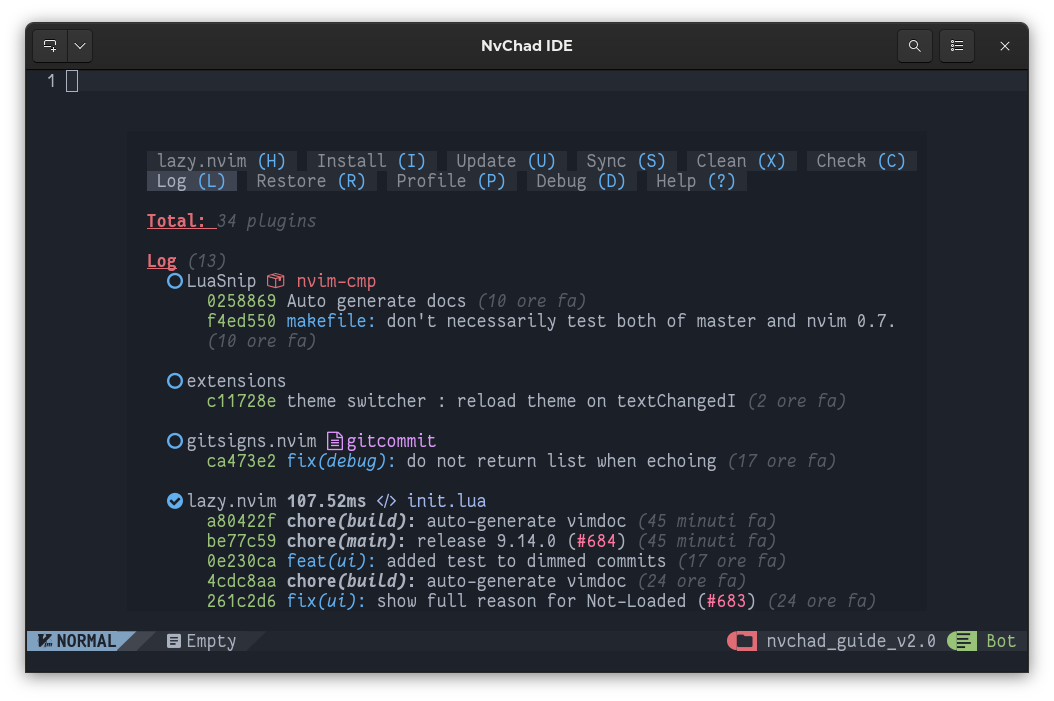 NvChad IDE
1
lazy.nvim (H) Install (I) Update (U) Sync (S) Clean (X) Check (C)
Log (L) Restore (R) Profile (P) Debug (D) Help (?)
Total: 34 plugins
Log (13)
LuaSnip nvim-cmp
0258869 Auto generate docs (10 ore fa)
f4ed550 makefile: don't necessarily test both of master and nvim 0.7.
(10 ore fa)
extensions
c11728e theme switcher : reload theme on textChangedI (2 ore fa)
gitsigns.nvim gitcommit
ca473e2 fix(debug): do not return list when echoing (17 ore fa)
lazy.nvim 107.52ms </> init.lua
a80422f chore(build): auto-generate vimdoc (45 minuti fa)
be77c59 chore(main): release 9.14.0 (#684) (45 minuti fa)
0e230ca feat(ui): added test to dimmed commits (17 ore fa)
4cdc8aa chore(build): auto-generate vimdoc (24 ore fa)
261c2d6 fix(ui): show full reason for Not-Loaded (#683) (24 ore fa)
NORMAL Empty nvchad_guide_v2.0 Bot